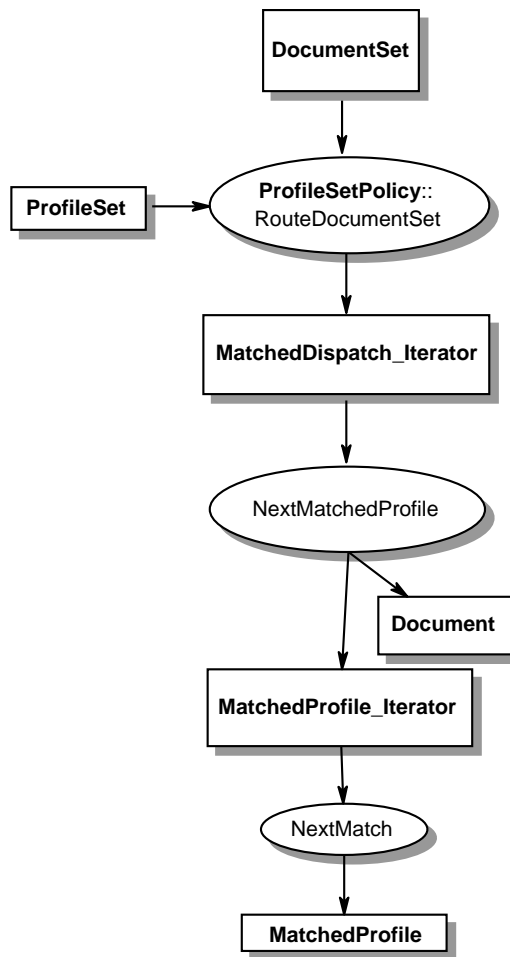 DocumentSet
ProfileSet
ProfileSetPolicy::
RouteDocumentSet
MatchedDispatch_Iterator
NextMatchedProfile
Document
MatchedProfile_Iterator
NextMatch
MatchedProfile